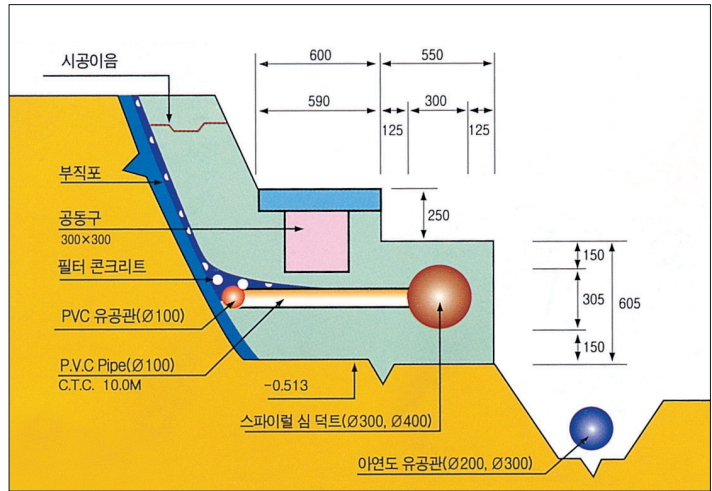 시공이음
600
550
590
300
125
125
부직포
250
공동구
300×300
150
필터 콘크리트
305
605
PVC 유공관(Ø100)
150
P.V.C Pipe(Ø100)
C.T.C. 10.0M
-0.513
스파이럴 심 덕트(Ø300, Ø400)
아연도 유공관(Ø200, Ø300)